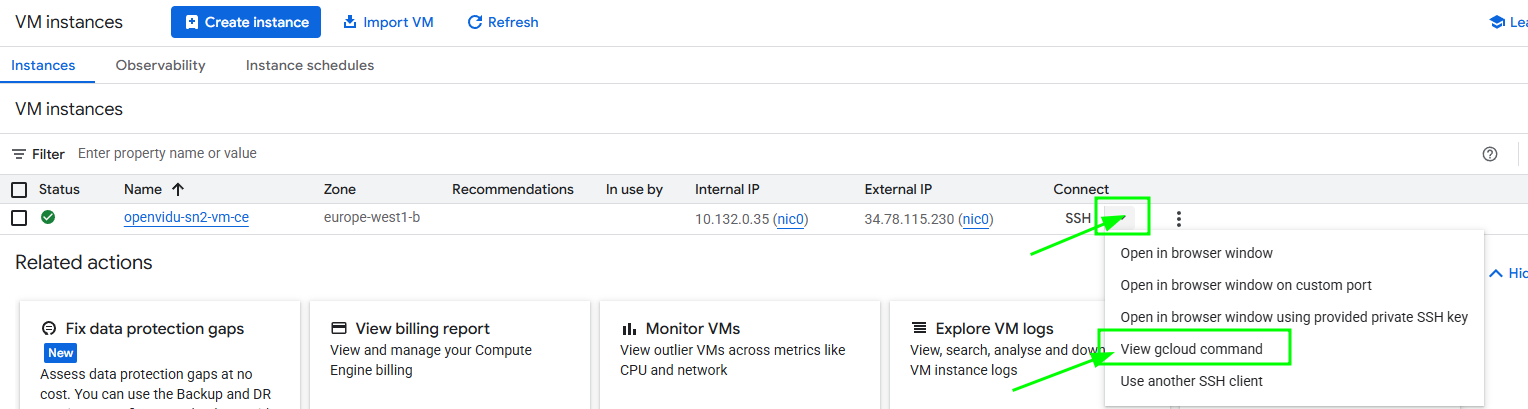 VM instances
Create instance
Import VM
Refresh
Lea
Instances
Observability
Instance schedules
VM instances
Filter
Enter property name or value
Status
Name
Zone
Recommendations
In use by
Internal IP
External IP
Connect
openvidu-sn2-vm-ce
europe-west1-b
10.132.0.35 (nic0)
34.78.115.230 (nic0)
SSH
Open in browser window
Open in browser window on custom port
Open in browser window using provided private SSH key
View gcloud command
Use another SSH client
Related actions
Hid
Fix data protection gaps
New
Assess data protection gaps at no
cost. You can use the Backup and DR
View billing report
View and manage your Compute
Engine billing
Monitor VMs
View outlier VMs across metrics like
CPU and network
Explore VM logs
View, search, analyse and down
VM instance logs